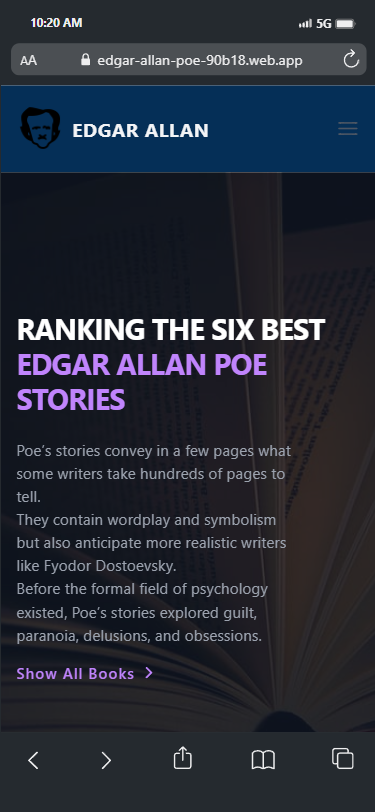 10:20 AM
5G
AA
edgar-allan-poe-90b18.web.app
EDGAR ALLAN
RANKING THE SIX BEST
EDGAR ALLAN POE
STORIES
Poe’s stories convey in a few pages what
some writers take hundreds of pages to
tell.
They contain wordplay and symbolism
but also anticipate more realistic writers
like Fyodor Dostoevsky.
Before the formal field of psychology
existed, Poe’s stories explored guilt,
paranoia, delusions, and obsessions.
Show All Books